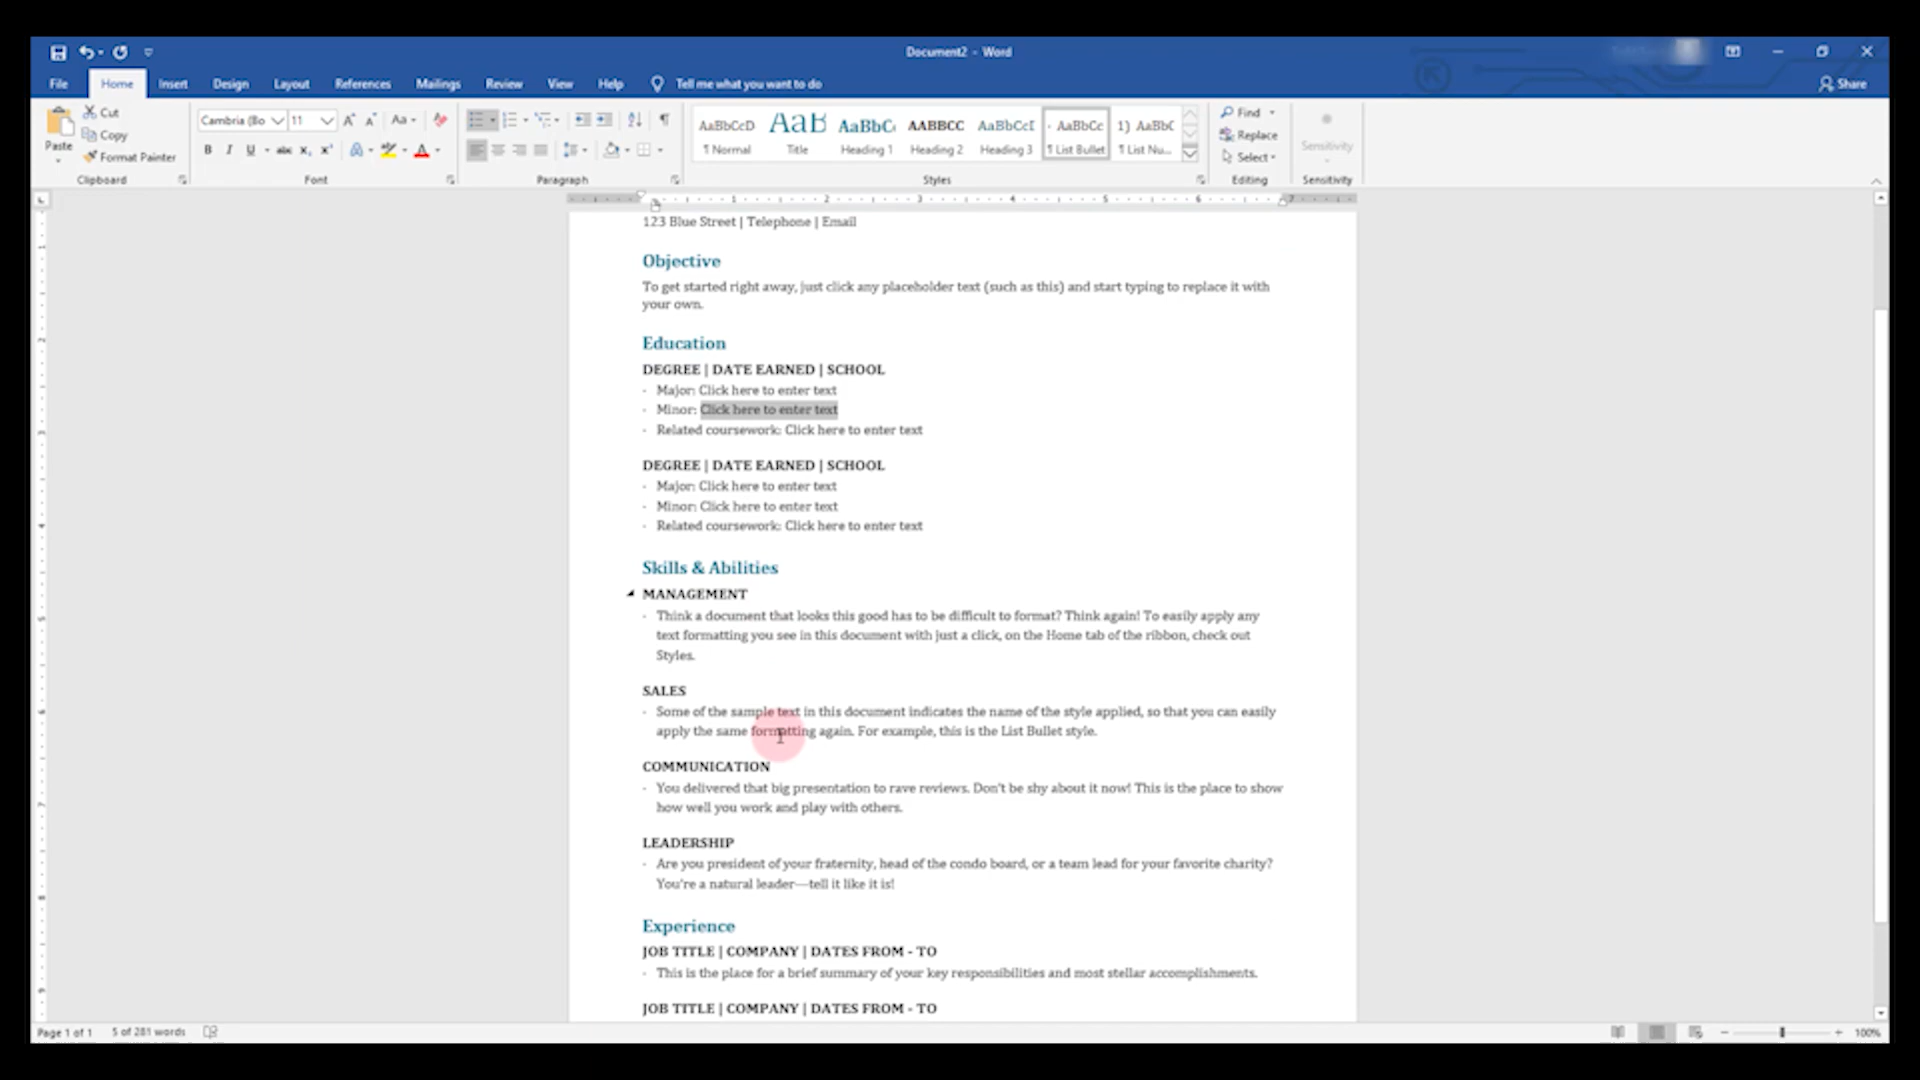 Document2 - Word
File Home Insert Design Layout References Mailings Review View Help Tell me what you want to do Share
Paste Cut Copy Format Painter Clipboard
Cambria (Bo 11 Aa B I U abc x, x' A Font
Paragraph
AaBbCcD AaB AaBbC AABBCC AaBbCcI AaBbCc 1) AaBbC
¶ Normal Title Heading 1 Heading 2 Heading 3 ¶ List Bullet ¶ List Nu...
Styles
Find Replace Select Editing
Sensitivity
Sensitivity
1 2 3 4 5 6 7
123 Blue Street | Telephone | Email
Objective
To get started right away, just click any placeholder text (such as this) and start typing to replace it with
your own.
Education
DEGREE | DATE EARNED | SCHOOL
· Major: Click here to enter text
· Minor: Click here to enter text
· Related coursework: Click here to enter text
DEGREE | DATE EARNED | SCHOOL
· Major: Click here to enter text
· Minor: Click here to enter text
· Related coursework: Click here to enter text
Skills & Abilities
MANAGEMENT
· Think a document that looks this good has to be difficult to format? Think again! To easily apply any
text formatting you see in this document with just a click, on the Home tab of the ribbon, check out
Styles.
SALES
· Some of the sample text in this document indicates the name of the style applied, so that you can easily
apply the same formatting again. For example, this is the List Bullet style.
COMMUNICATION
· You delivered that big presentation to rave reviews. Don't be shy about it now! This is the place to show
how well you work and play with others.
LEADERSHIP
· Are you president of your fraternity, head of the condo board, or a team lead for your favorite charity?
You're a natural leader—tell it like it is!
Experience
JOB TITLE | COMPANY | DATES FROM - TO
· This is the place for a brief summary of your key responsibilities and most stellar accomplishments.
JOB TITLE | COMPANY | DATES FROM - TO
Page 1 of 1 5 of 281 words 100%